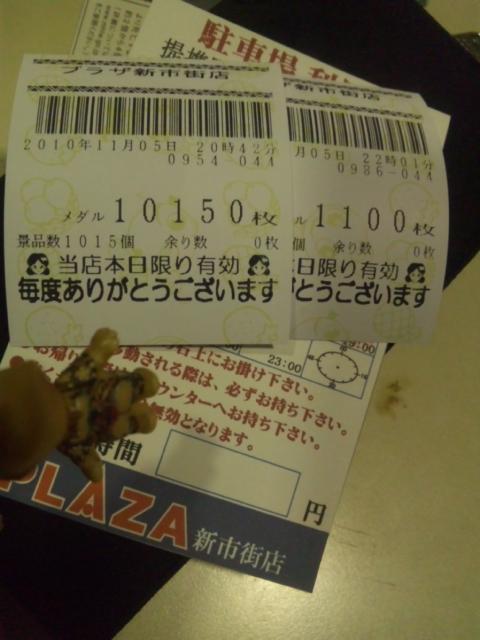 駐車場
プラザ新市街店
2010年11月05日 20時42分
0954-044
メダル 10150枚
景品数1015個 余り数 0枚
当店本日限り有効
毎度ありがとうございます
街店
月05日 22時01分
0986-044
ル 1100枚
個 余り数 0枚
日限り有効
とうございます
23:00
右上にお掛け下さい。
動される際は、必ずお持ち下さい。
ウンターへお持ち下さい。
無効となります。
時間
円
PLAZA 新市街店